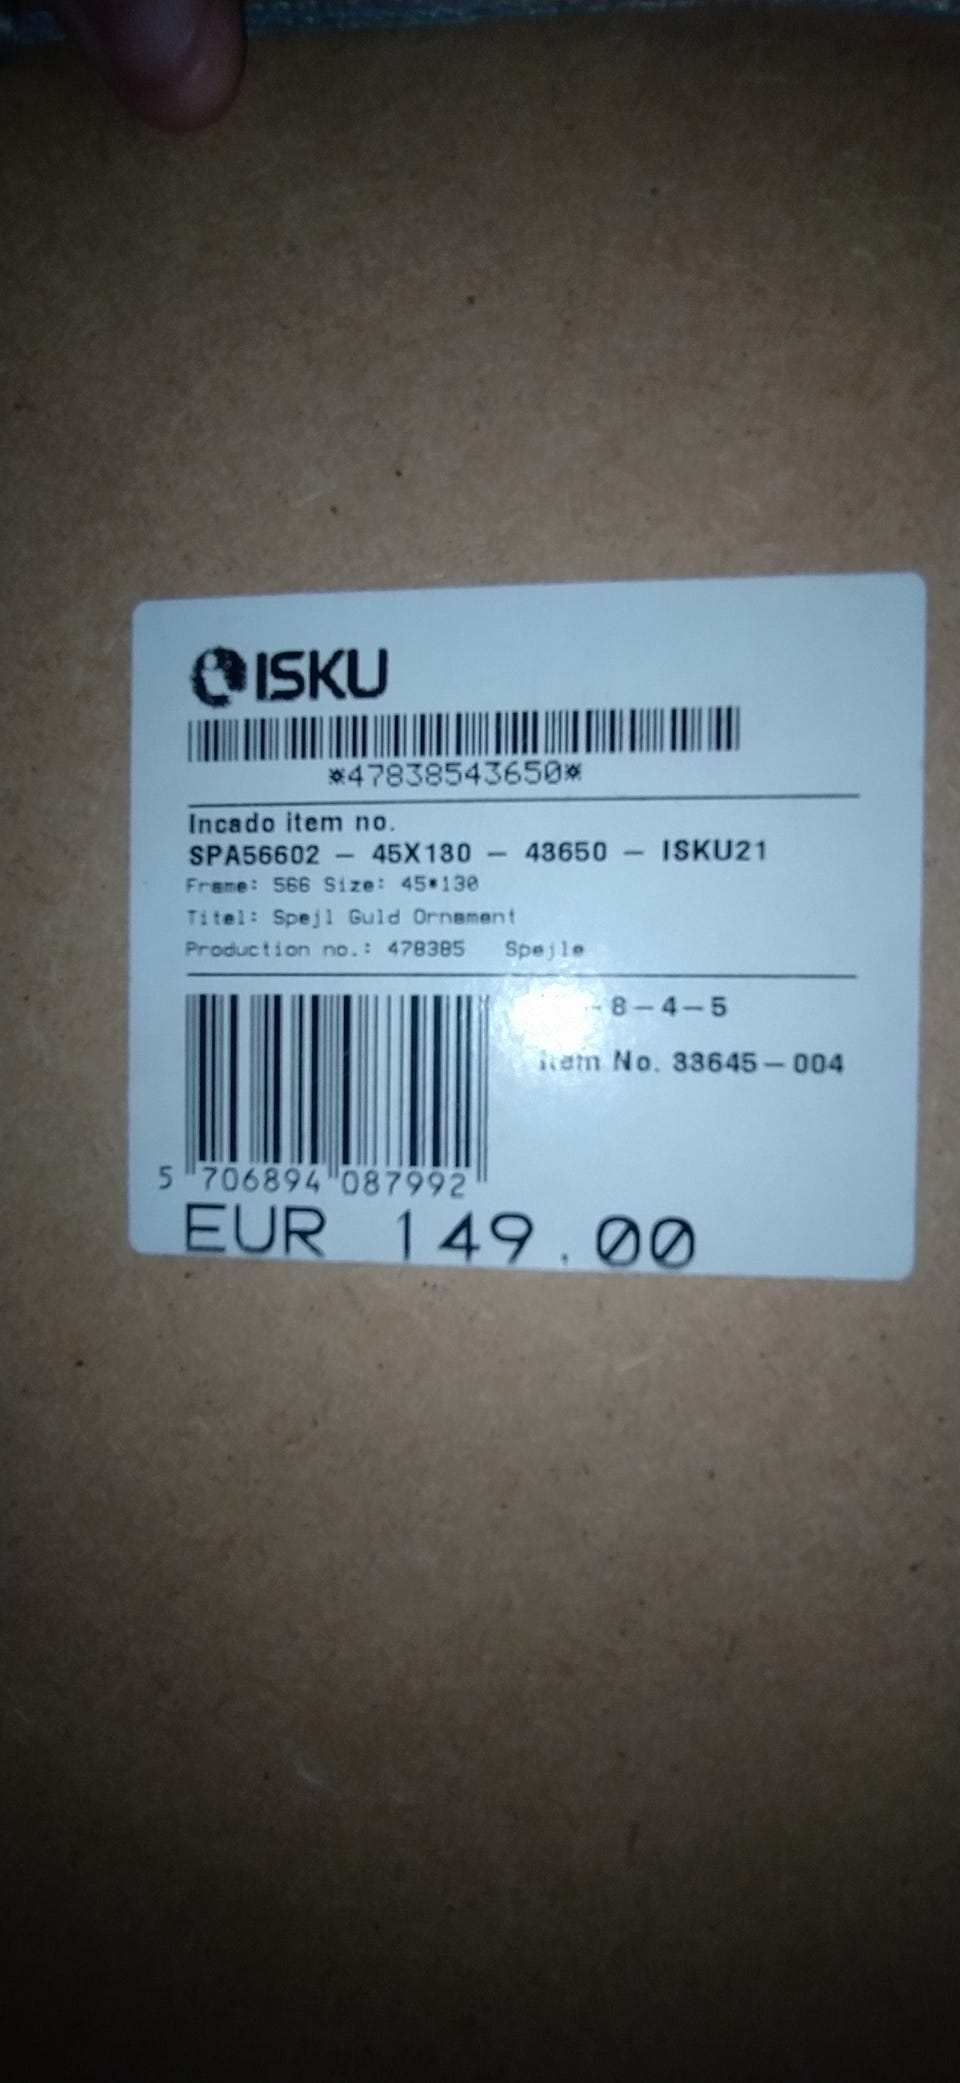 ISKU
*47838543650*
Incado item no.
SPA56602 – 45X130 – 43650 – ISKU21
Frame: 566 Size: 45*130
Titel: Spejl Guld Ornament
Production no.: 478385 Spejle
-8-4-5
Item No. 33645-004
5 706894 087992
EUR 149.00